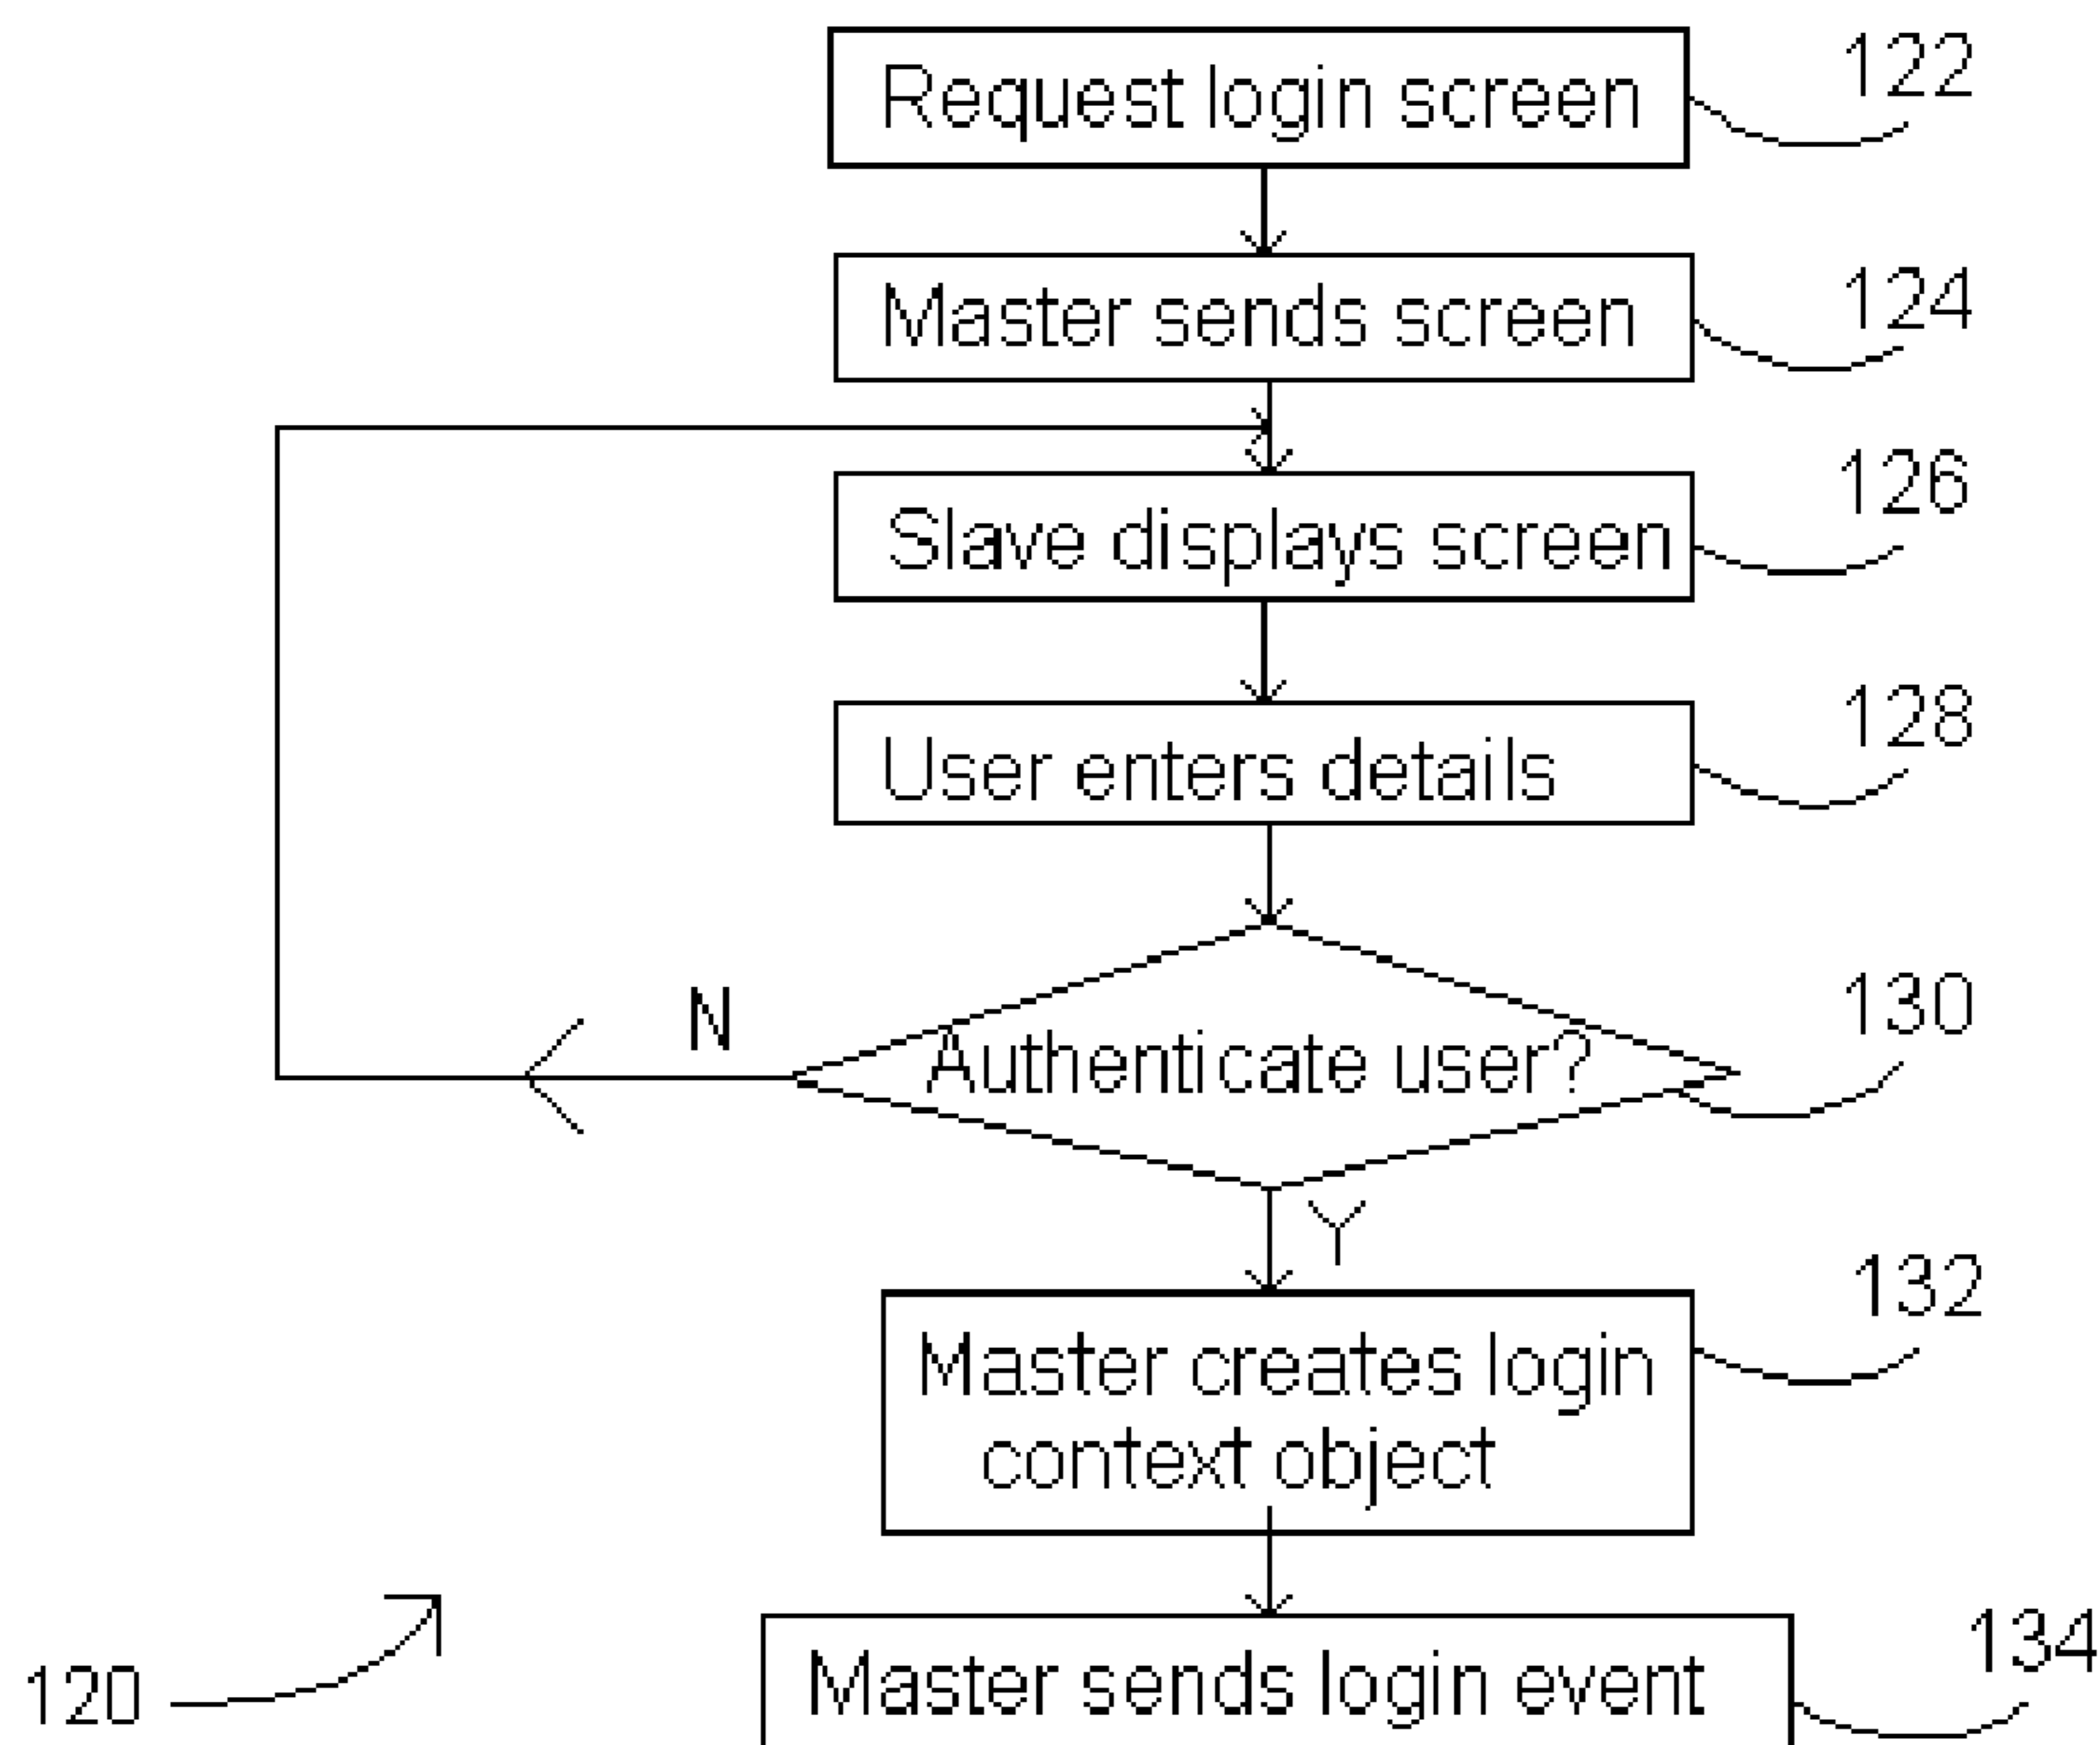 Request login screen
122
Master sends screen
124
Slave displays screen
126
User enters details
128
Authenticate user?
130
N
Y
Master creates login
context object
132
Master sends login event
134
120